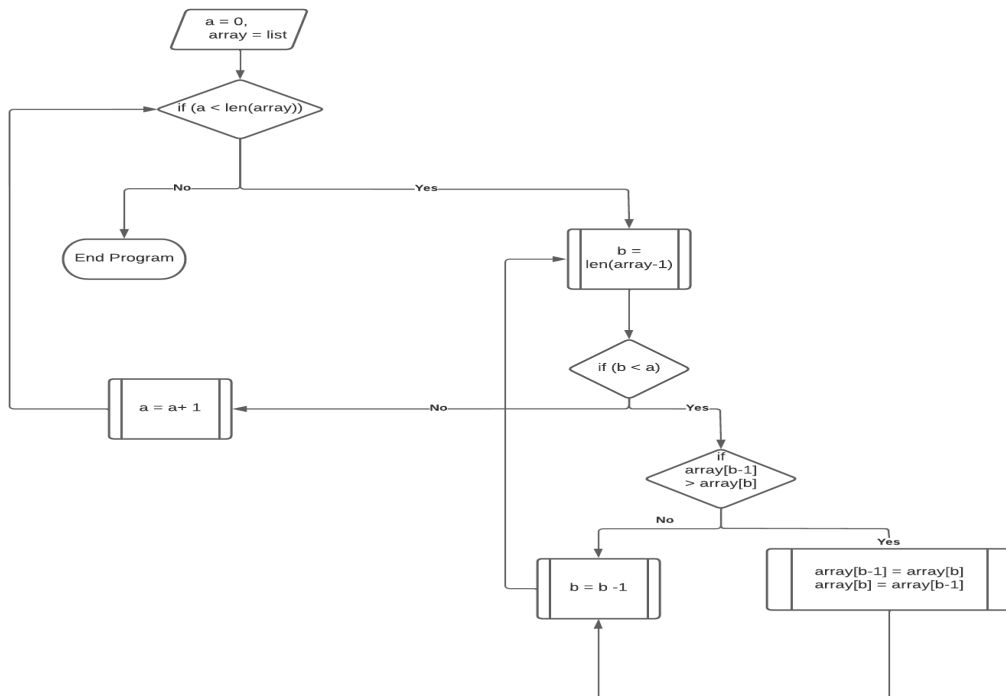 a = 0,
array = list
if (a < len(array))
No
Yes
End Program
b =
len(array-1)
if (b < a)
a = a+ 1
No
Yes
if
array[b-1]
> array[b]
No
Yes
b = b -1
array[b-1] = array[b]
array[b] = array[b-1]